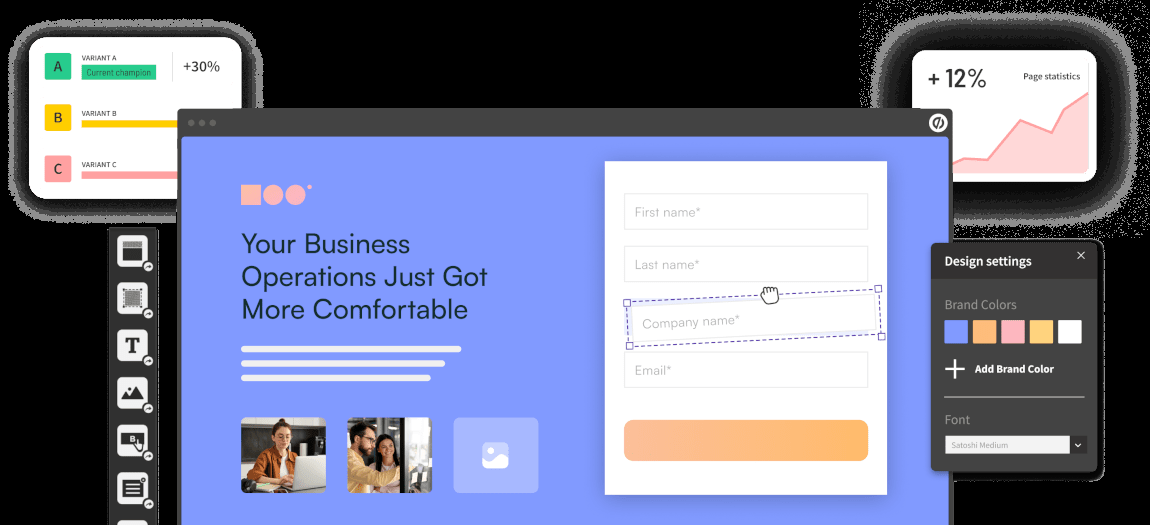 A
VARIANT A
Current champion
+30%
B
VARIANT B
C
VARIANT C
+ 12%
Page statistics
Your Business
Operations Just Got
More Comfortable
First name*
Last name*
Company name*
Email*
T
B
Design settings
Brand Colors
Add Brand Color
Font
Satoshi Medium